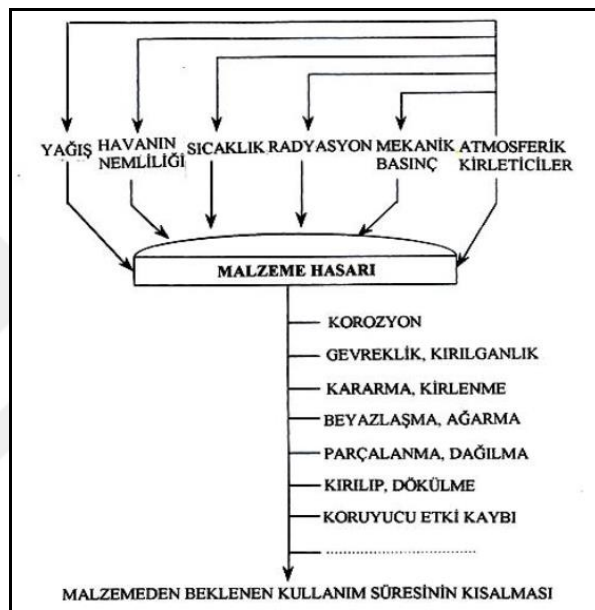 YAĞIŞ HAVANIN NEMLİLİĞİ SICAKLIK RADYASYON MEKANİK BASINÇ ATMOSFERİK KİRLETİCİLER
MALZEME HASARI
KOROZYON
GEVREKLİK, KIRILGANLIK
KARARMA, KİRLENME
BEYAZLAŞMA, AĞARMA
PARÇALANMA, DAĞILMA
KIRILIP, DÖKÜLME
KORUYUCU ETKİ KAYBI
................................
MALZEMEDEN BEKLENEN KULLANIM SÜRESİNİN KISALMASI